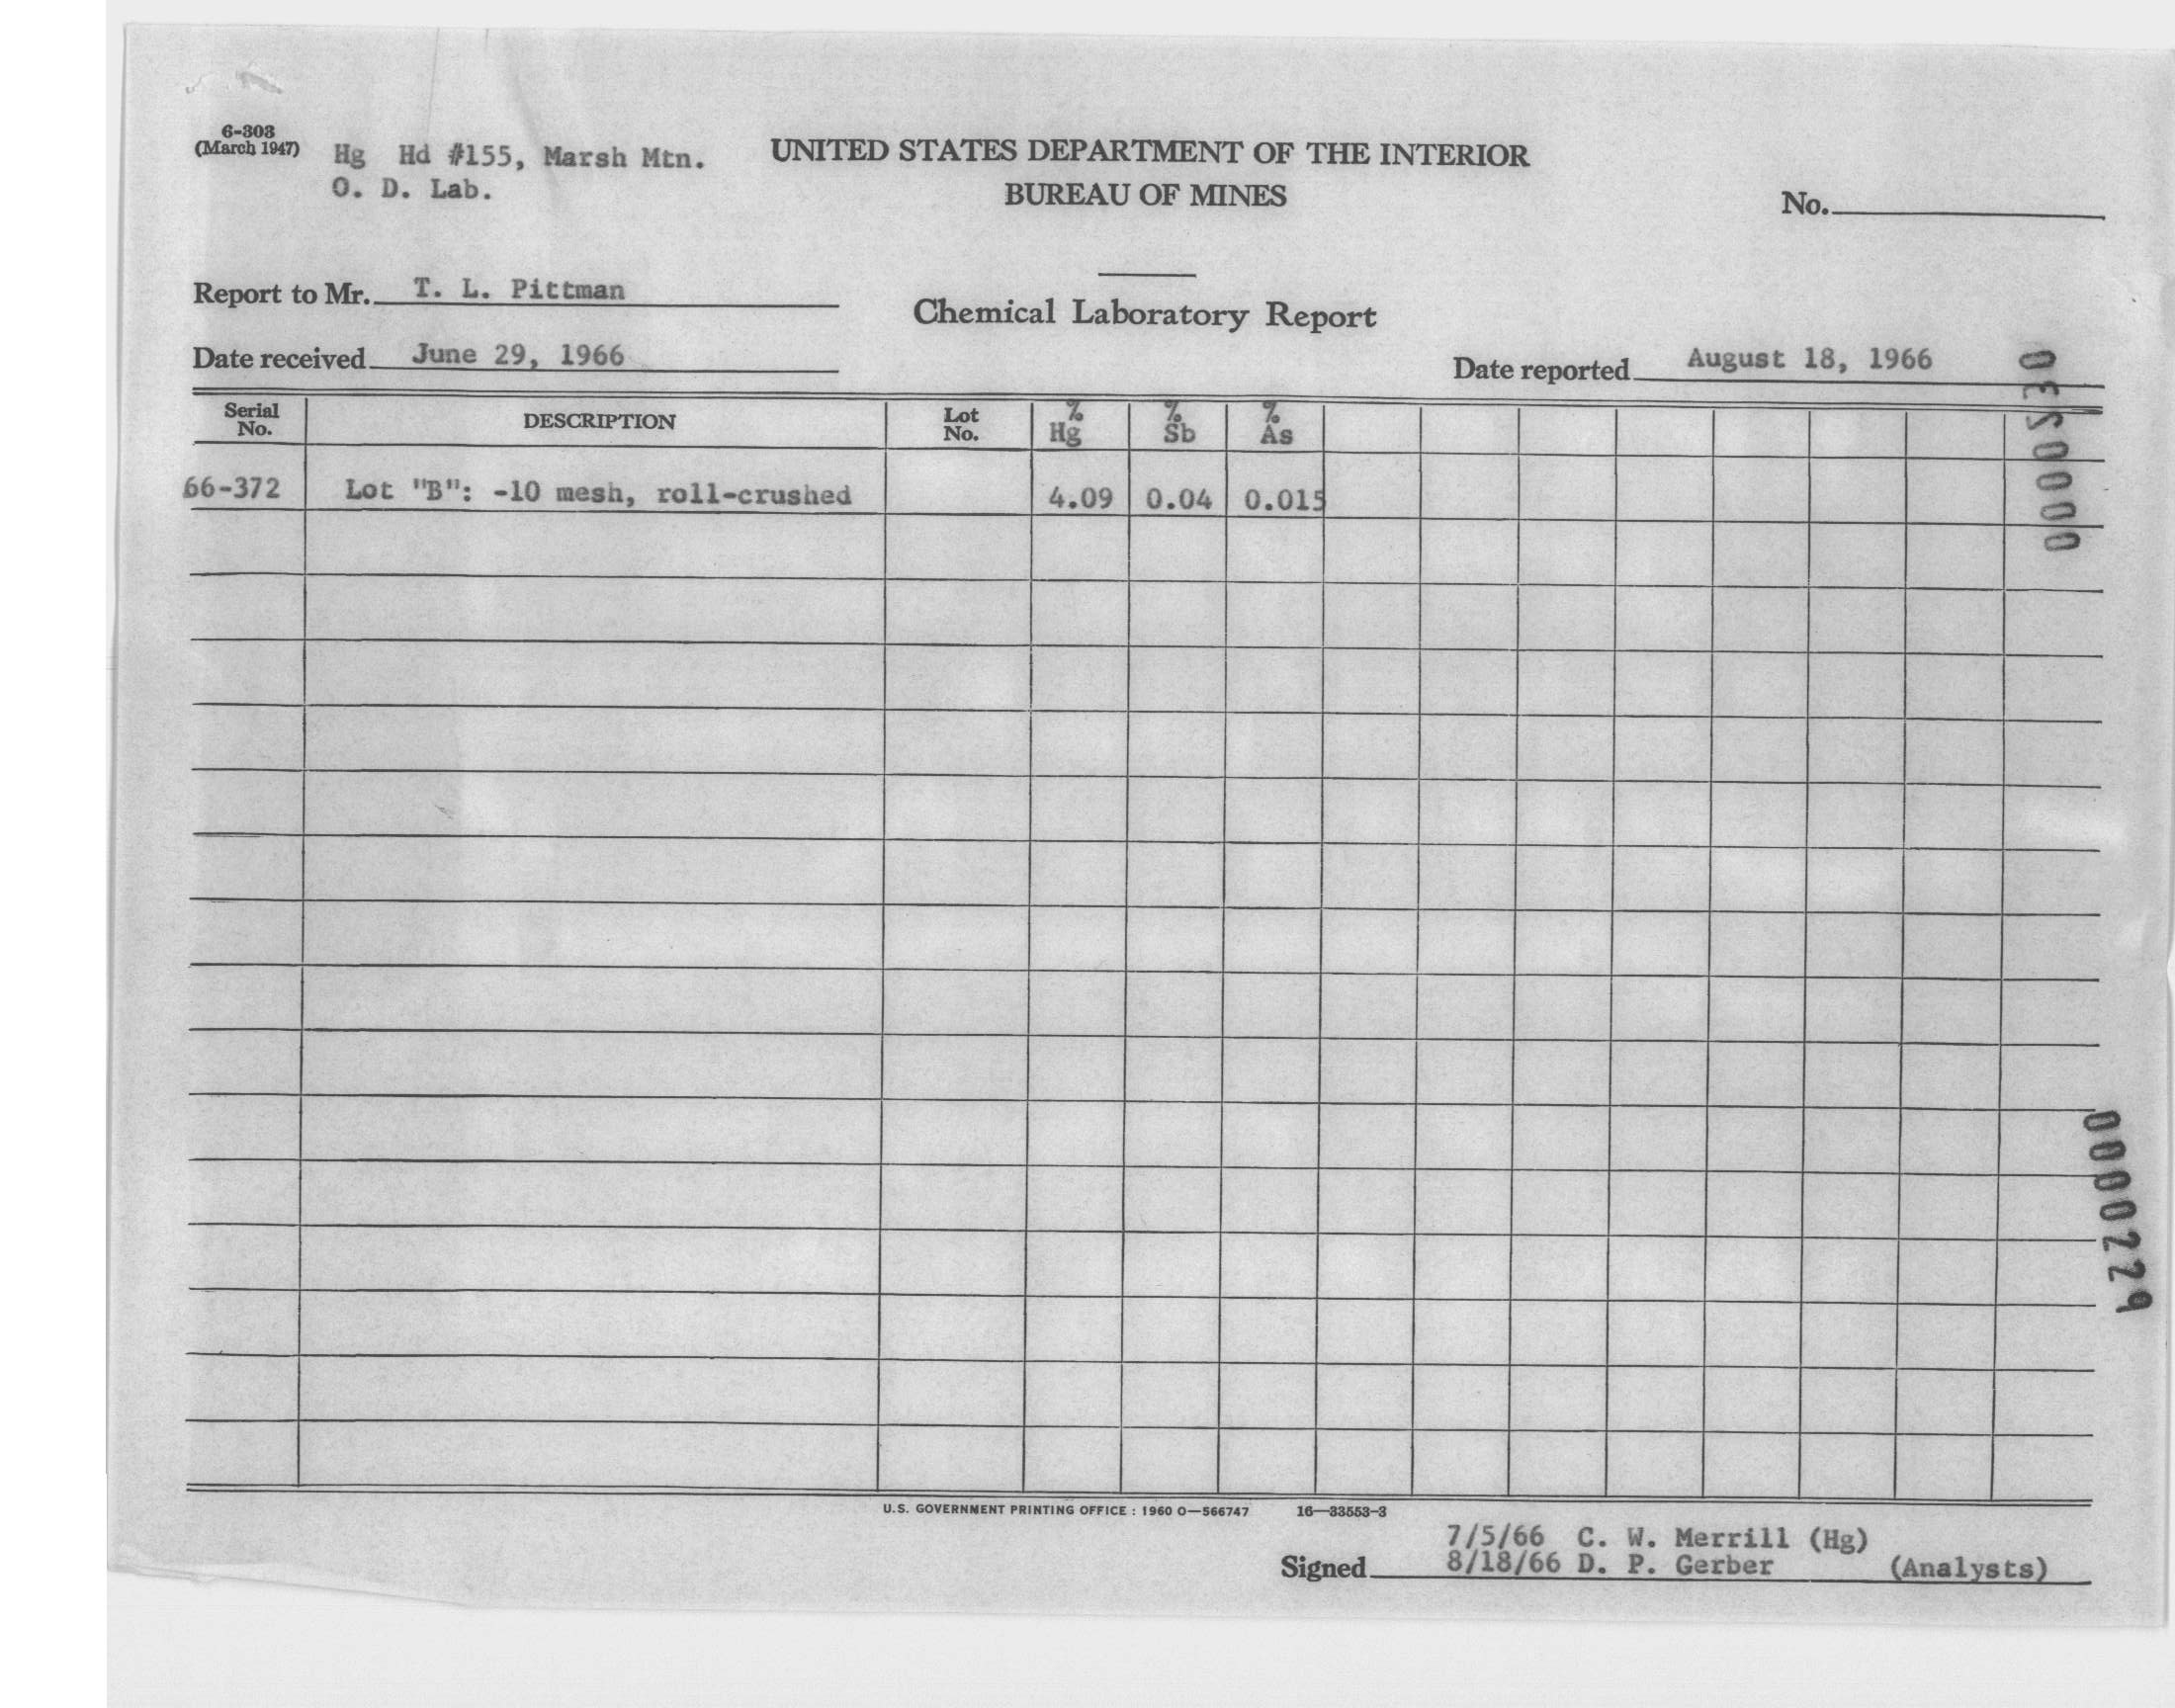 6-303
(March 1947)
Hg Hd #155, Marsh Mtn.
O. D. Lab.
UNITED STATES DEPARTMENT OF THE INTERIOR
BUREAU OF MINES
No.
Report to Mr. T. L. Pittman
Chemical Laboratory Report
Date received June 29, 1966
Date reported August 18, 1966
Serial No. DESCRIPTION Lot No. % Hg % Sb % As
66-372 Lot "B": -10 mesh, roll-crushed 4.09 0.04 0.015
0000230
0000229
U.S. GOVERNMENT PRINTING OFFICE : 1960 O—566747 16—33553-3
7/5/66 C. W. Merrill (Hg)
Signed 8/18/66 D. P. Gerber (Analysts)